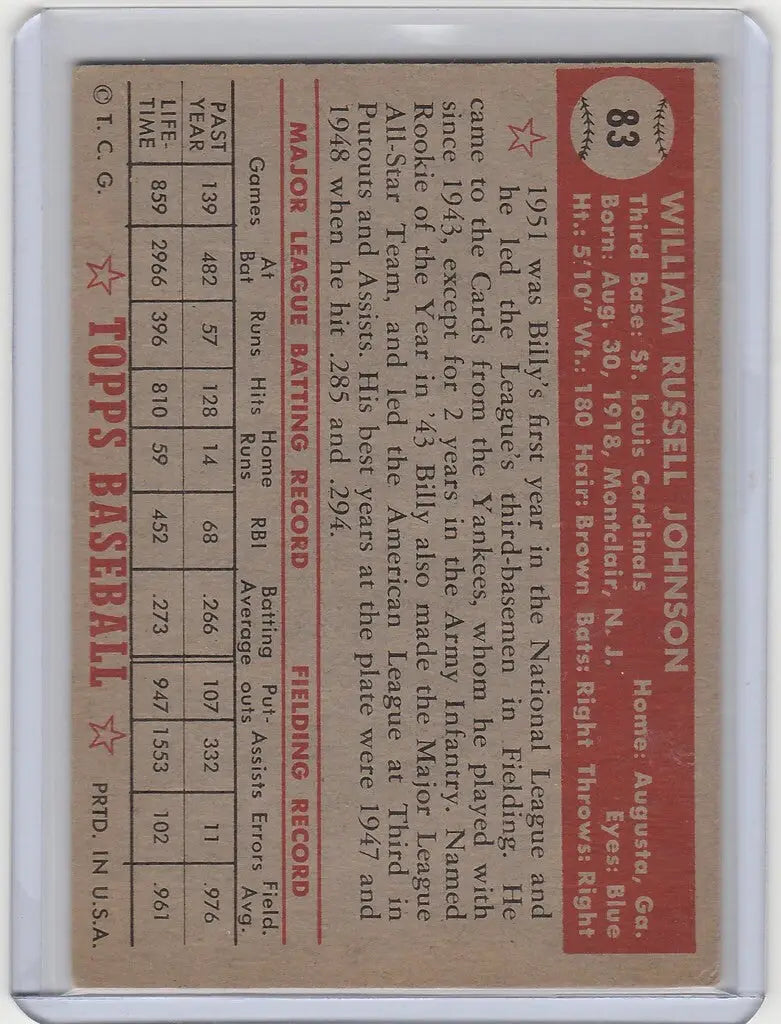 83
WILLIAM RUSSELL JOHNSON
Third Base: St. Louis Cardinals Home: Augusta, Ga.
Born: Aug. 30, 1918, Montclair, N. J. Eyes: Blue
Ht.: 5'10" Wt.: 180 Hair: Brown Bats: Right Throws: Right
1951 was Billy's first year in the National League and
he led the League's third-basemen in Fielding. He
came to the Cards from the Yankees, whom he played with
since 1943, except for 2 years in the Army Infantry. Named
Rookie of the Year in '43 Billy also made the Major League
All-Star Team, and led the American League at Third in
Putouts and Assists. His best years at the plate were 1947 and
1948 when he hit .285 and .294.
MAJOR LEAGUE BATTING RECORD FIELDING RECORD
Games At Bat Runs Hits Home Runs RBI Batting Average Put-outs Assists Errors Field. Avg.
PAST YEAR 139 482 57 128 14 68 .266 107 332 11 .976
LIFE-TIME 859 2966 396 810 59 452 .273 947 1553 102 .961
© T. C. G. TOPPS BASEBALL PRTD. IN U.S.A.